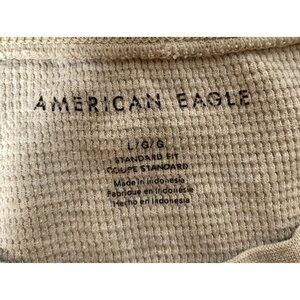 AMERICAN EAGLE
L/G/G
STANDARD FIT
COUPE STANDARD
Made in Indonesia
Fabriqué en Indonésie
Hecho en Indonesia